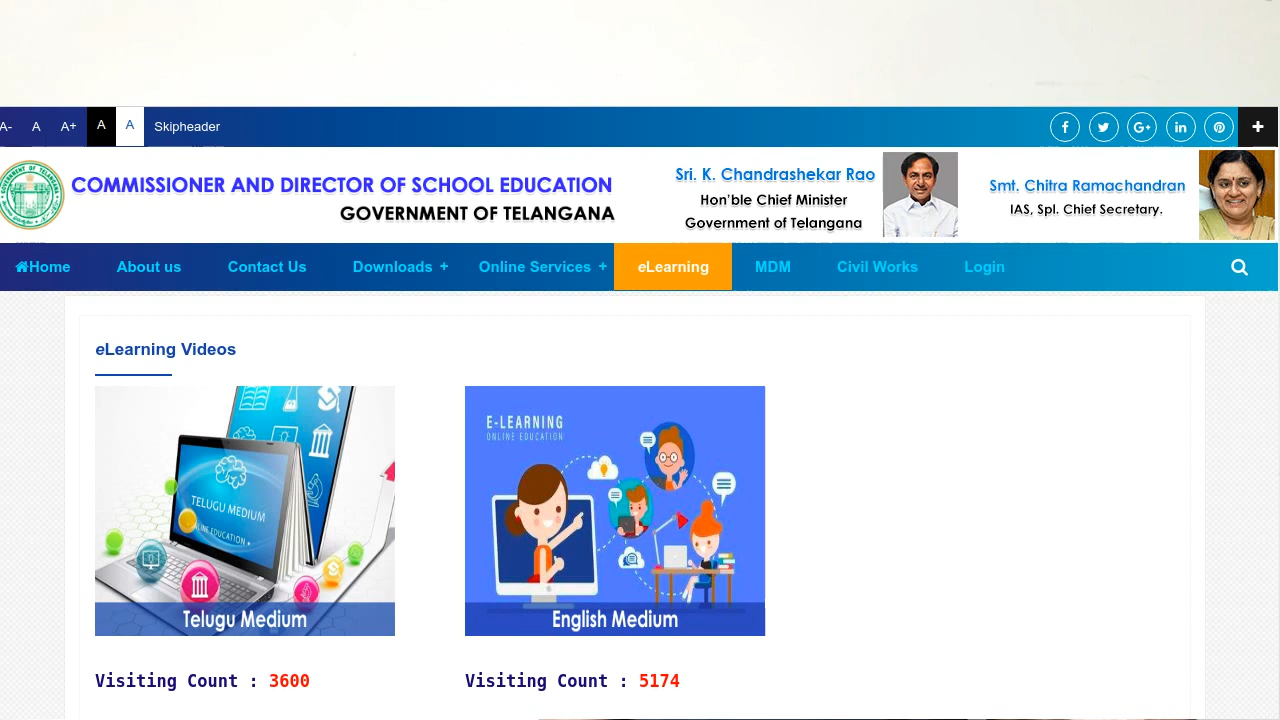 A- A A+ A A Skipheader
COMMISSIONER AND DIRECTOR OF SCHOOL EDUCATION
GOVERNMENT OF TELANGANA
Sri. K. Chandrashekar Rao
Hon'ble Chief Minister
Government of Telangana
Smt. Chitra Ramachandran
IAS, Spl. Chief Secretary.
Home About us Contact Us Downloads + Online Services + eLearning MDM Civil Works Login
eLearning Videos
TELUGU MEDIUM
ONLINE EDUCATION
Telugu Medium
E-LEARNING
ONLINE EDUCATION
English Medium
Visiting Count : 3600
Visiting Count : 5174